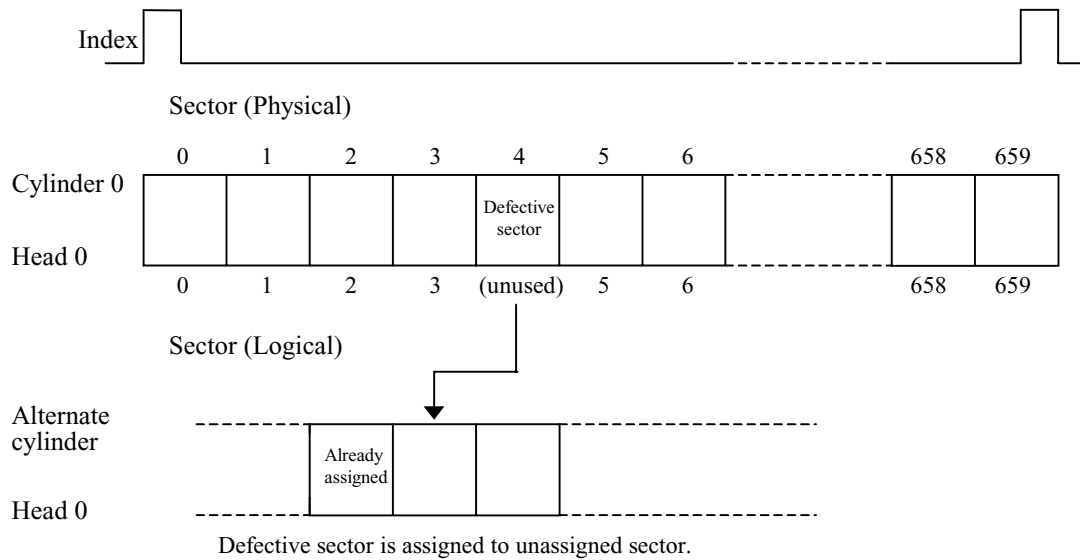 Index
Sector (Physical)
0 1 2 3 4 5 6 658 659
Cylinder 0
Defective
sector
Head 0
0 1 2 3 (unused) 5 6 658 659
Sector (Logical)
Alternate
cylinder
Already
assigned
Head 0
Defective sector is assigned to unassigned sector.